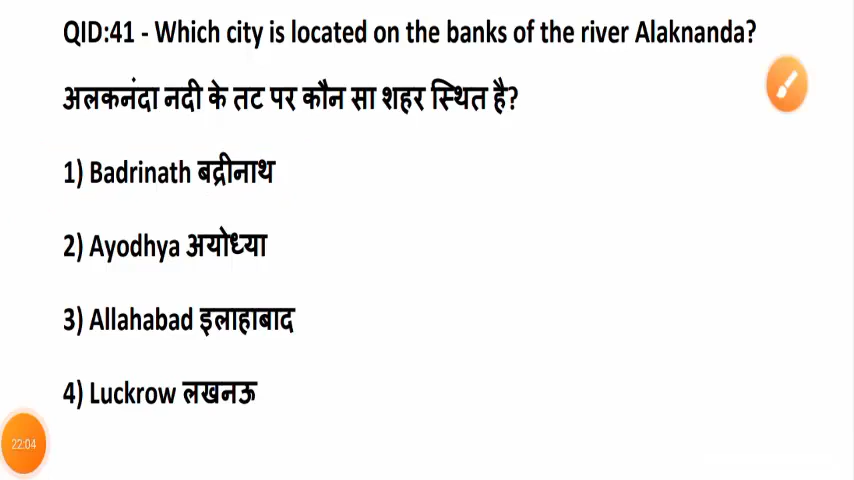 QID:41 - Which city is located on the banks of the river Alaknanda?
अलकनंदा नदी के तट पर कौन सा शहर स्थित है?
1) Badrinath बद्रीनाथ
2) Ayodhya अयोध्या
3) Allahabad इलाहाबाद
4) Luckrow लखनऊ
22:04